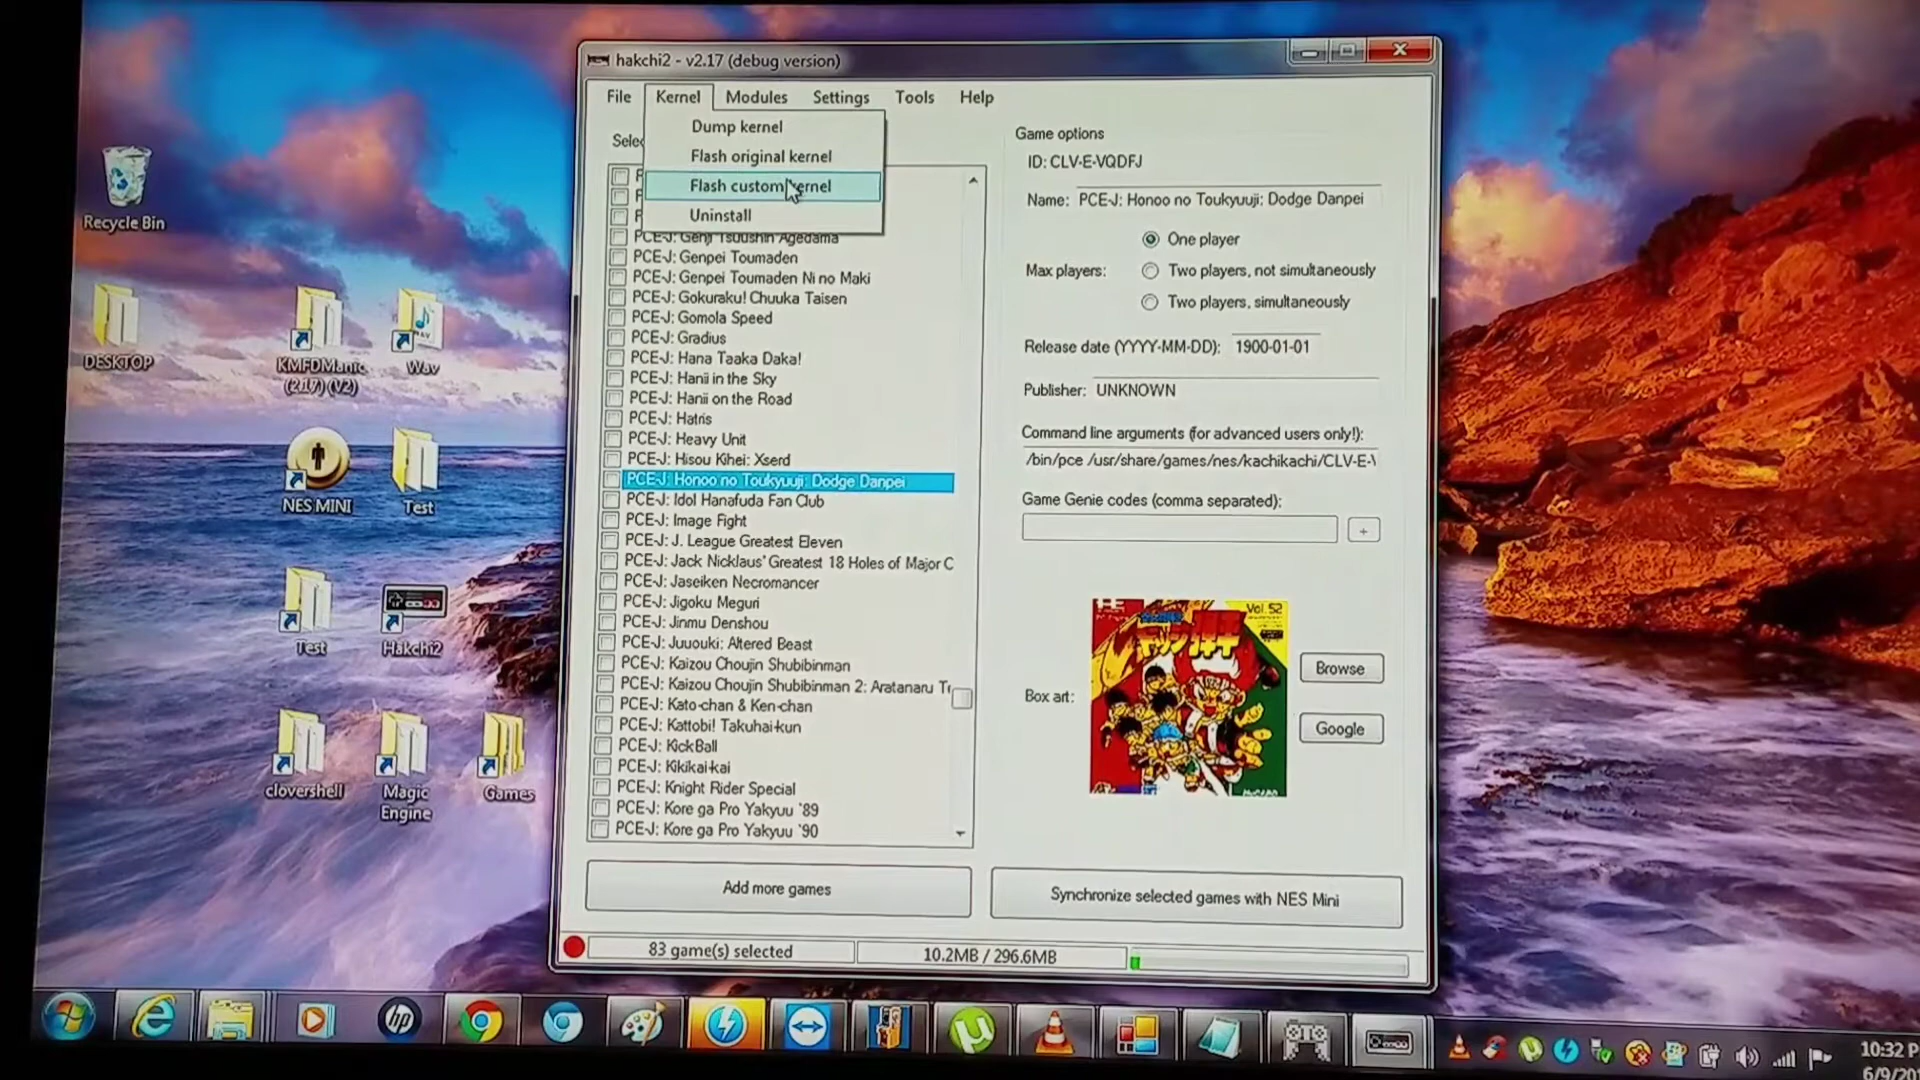 hakchi2 - v2.17 (debug version)
File Kernel Modules Settings Tools Help
Dump kernel
Flash original kernel
Flash custom kernel
Uninstall
PCE-J: Genji Tsuushin Agedama
PCE-J: Genpei Toumaden
PCE-J: Genpei Toumaden Ni no Maki
PCE-J: Gokuraku! Chuuka Taisen
PCE-J: Gomola Speed
PCE-J: Gradius
PCE-J: Hana Taaka Daka!
PCE-J: Hanii in the Sky
PCE-J: Hanii on the Road
PCE-J: Hatris
PCE-J: Heavy Unit
PCE-J: Hisou Kihei: Xserd
PCE-J: Honoo no Toukyuuji: Dodge Danpei
PCE-J: Idol Hanafuda Fan Club
PCE-J: Image Fight
PCE-J: J. League Greatest Eleven
PCE-J: Jack Nicklaus' Greatest 18 Holes of Major C
PCE-J: Jaseiken Necromancer
PCE-J: Jigoku Meguri
PCE-J: Jinmu Denshou
PCE-J: Juuouki: Altered Beast
PCE-J: Kaizou Choujin Shubibinman
PCE-J: Kaizou Choujin Shubibinman 2: Aratanaru Te
PCE-J: Kato-chan & Ken-chan
PCE-J: Kattobi! Takuhai-kun
PCE-J: KickBall
PCE-J: Kikikai-kai
PCE-J: Knight Rider Special
PCE-J: Kore ga Pro Yakyuu '89
PCE-J: Kore ga Pro Yakyuu '90
Add more games
83 game(s) selected
10.2MB / 296.6MB
Game options
ID: CLV-E-VQDFJ
Name: PCE-J: Honoo no Toukyuuji: Dodge Danpei
Max players:
One player
Two players, not simultaneously
Two players, simultaneously
Release date (YYYY-MM-DD): 1900-01-01
Publisher: UNKNOWN
Command line arguments (for advanced users only!):
/bin/pce /usr/share/games/nes/kachikachi/CLV-E-V
Game Genie codes (comma separated):
+
Box art:
Vol. 52
Browse
Google
Synchronize selected games with NES Mini
Recycle Bin
DESKTOP
KMFDManic
(2.17) (V2)
Wav
NES MINI
Test
Test
Hakchi2
clovershell
Magic
Engine
Games
hp
10:32 P
6/9/201